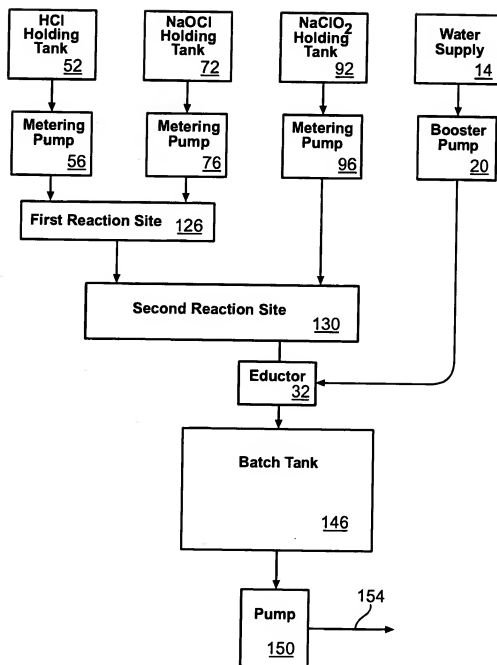 HCl
Holding
Tank
52
NaOCl
Holding
Tank
72
NaClO2
Holding
Tank
92
Water
Supply
14
Metering
Pump
56
Metering
Pump
76
Metering
Pump
96
Booster
Pump
20
First Reaction Site
126
Second Reaction Site
130
Eductor
32
Batch Tank
146
Pump
150
154